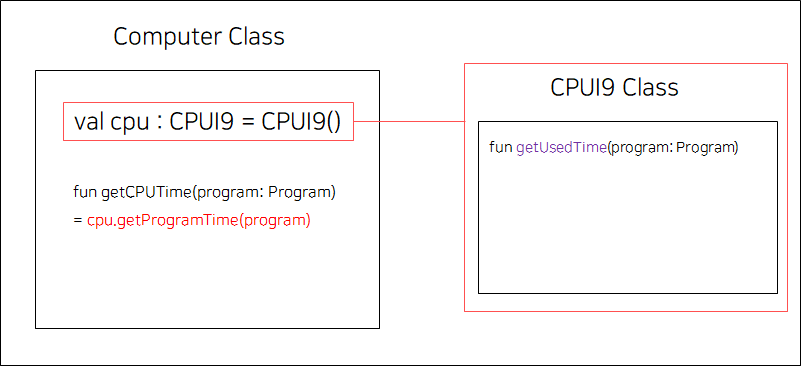 Computer Class
val cpu : CPUI9 = CPUI9()
fun getCPUTime(program: Program)
= cpu.getProgramTime(program)
CPUI9 Class
fun getUsedTime(program: Program)